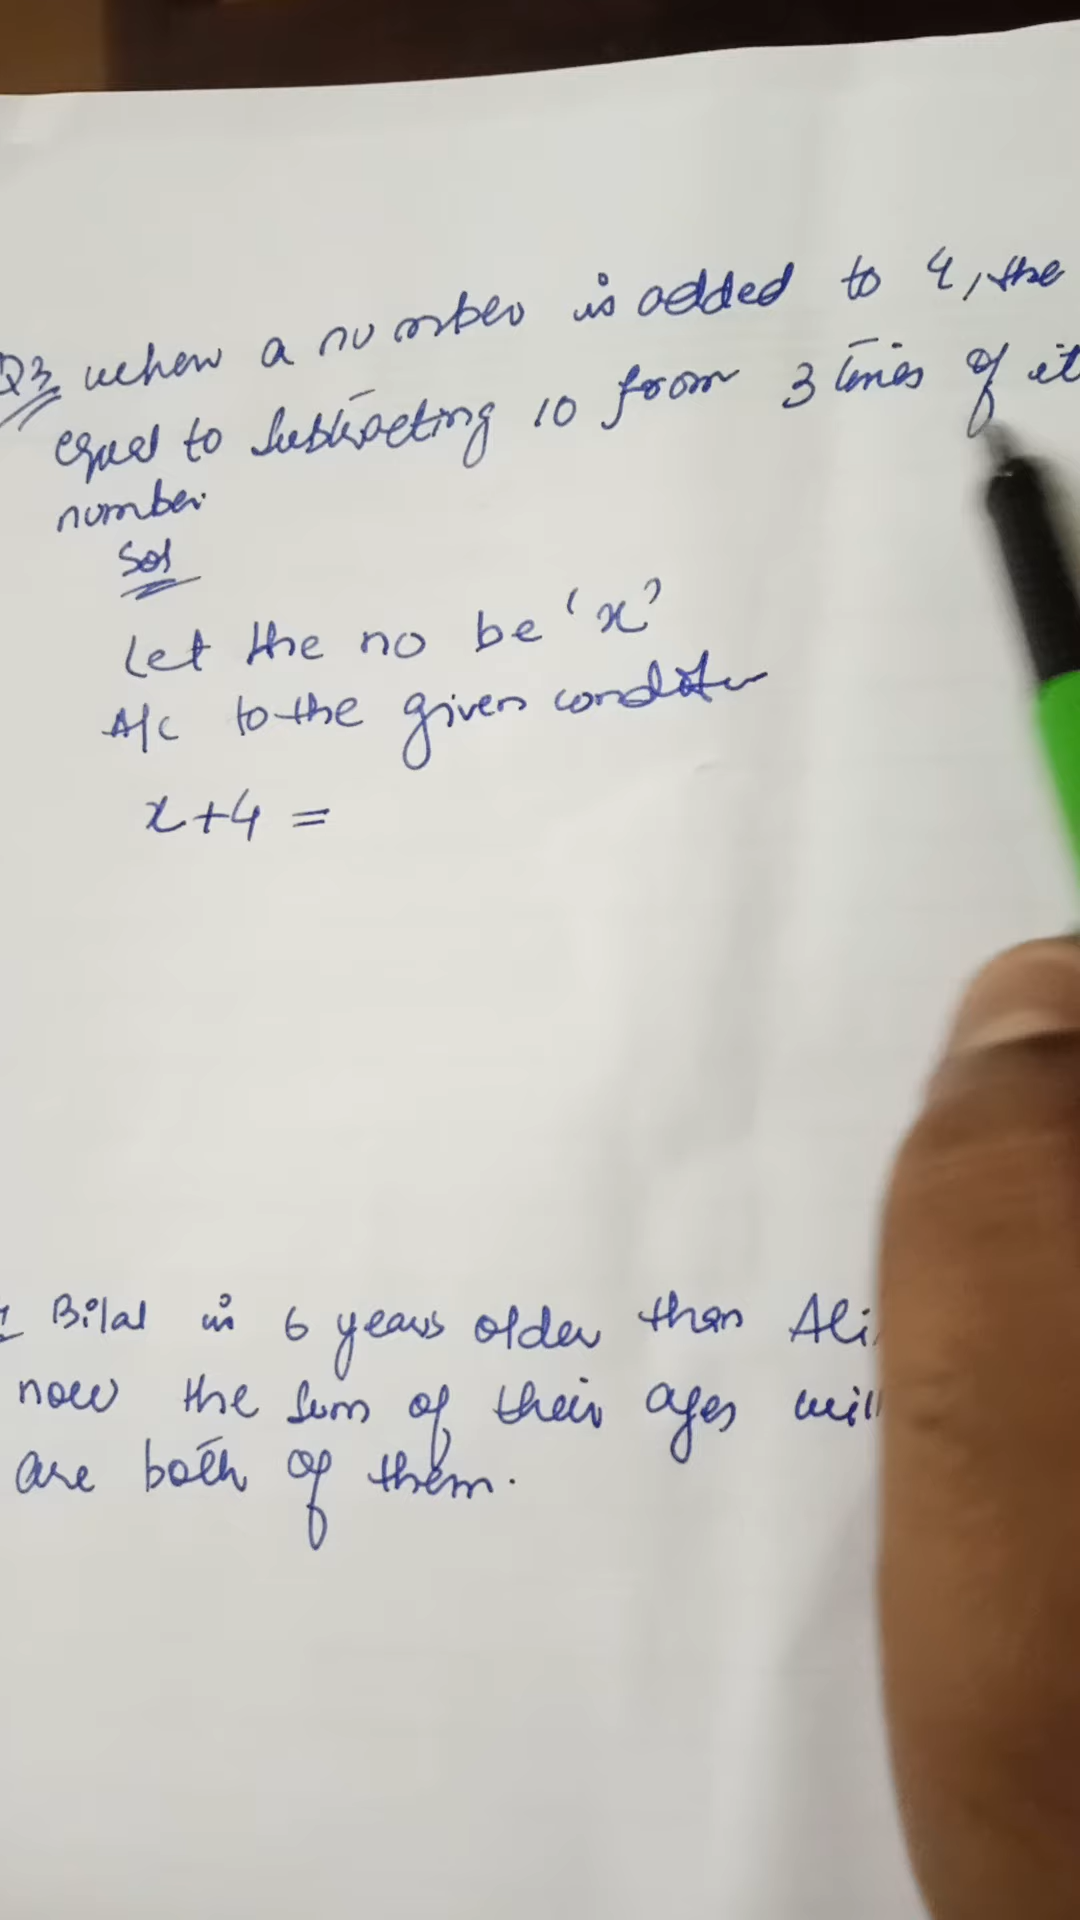 Q3 when a number is added to 4, the
equal to subtracting 10 from 3 times of it
number.
Sol
Let the no be 'x'
A/c to the given condition
x+4 =
Bilal is 6 years older than Ali
now the sum of their ages will
are both of them.